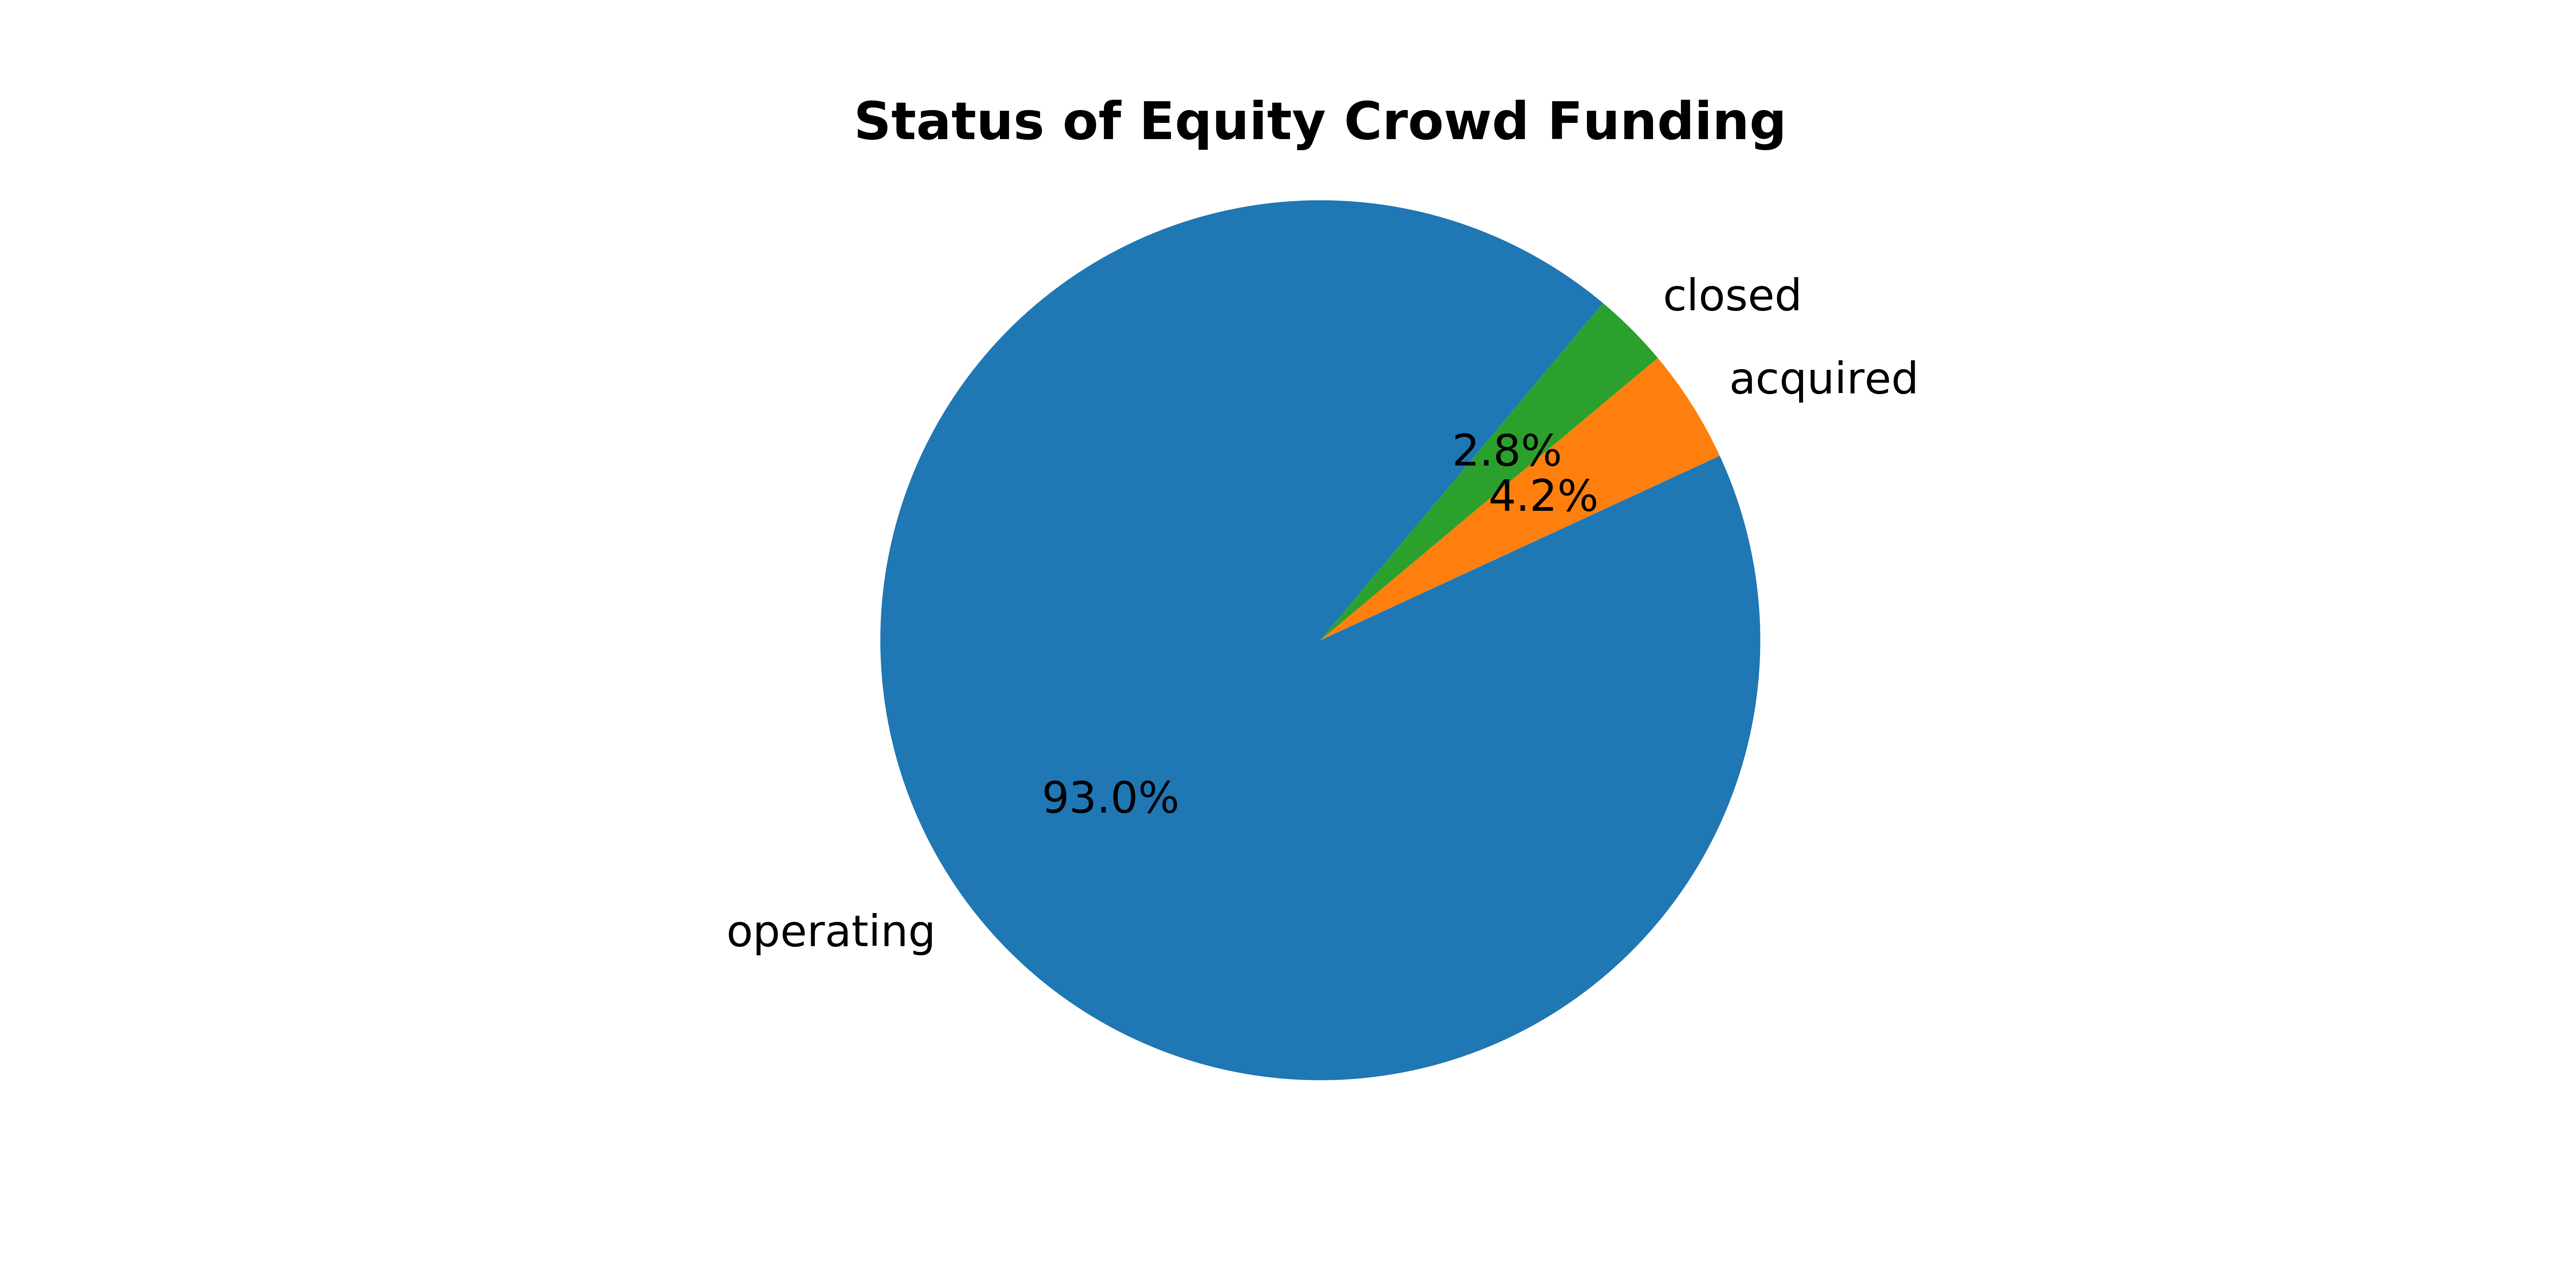 Status of Equity Crowd Funding
closed
acquired
2.8%
4.2%
93.0%
operating